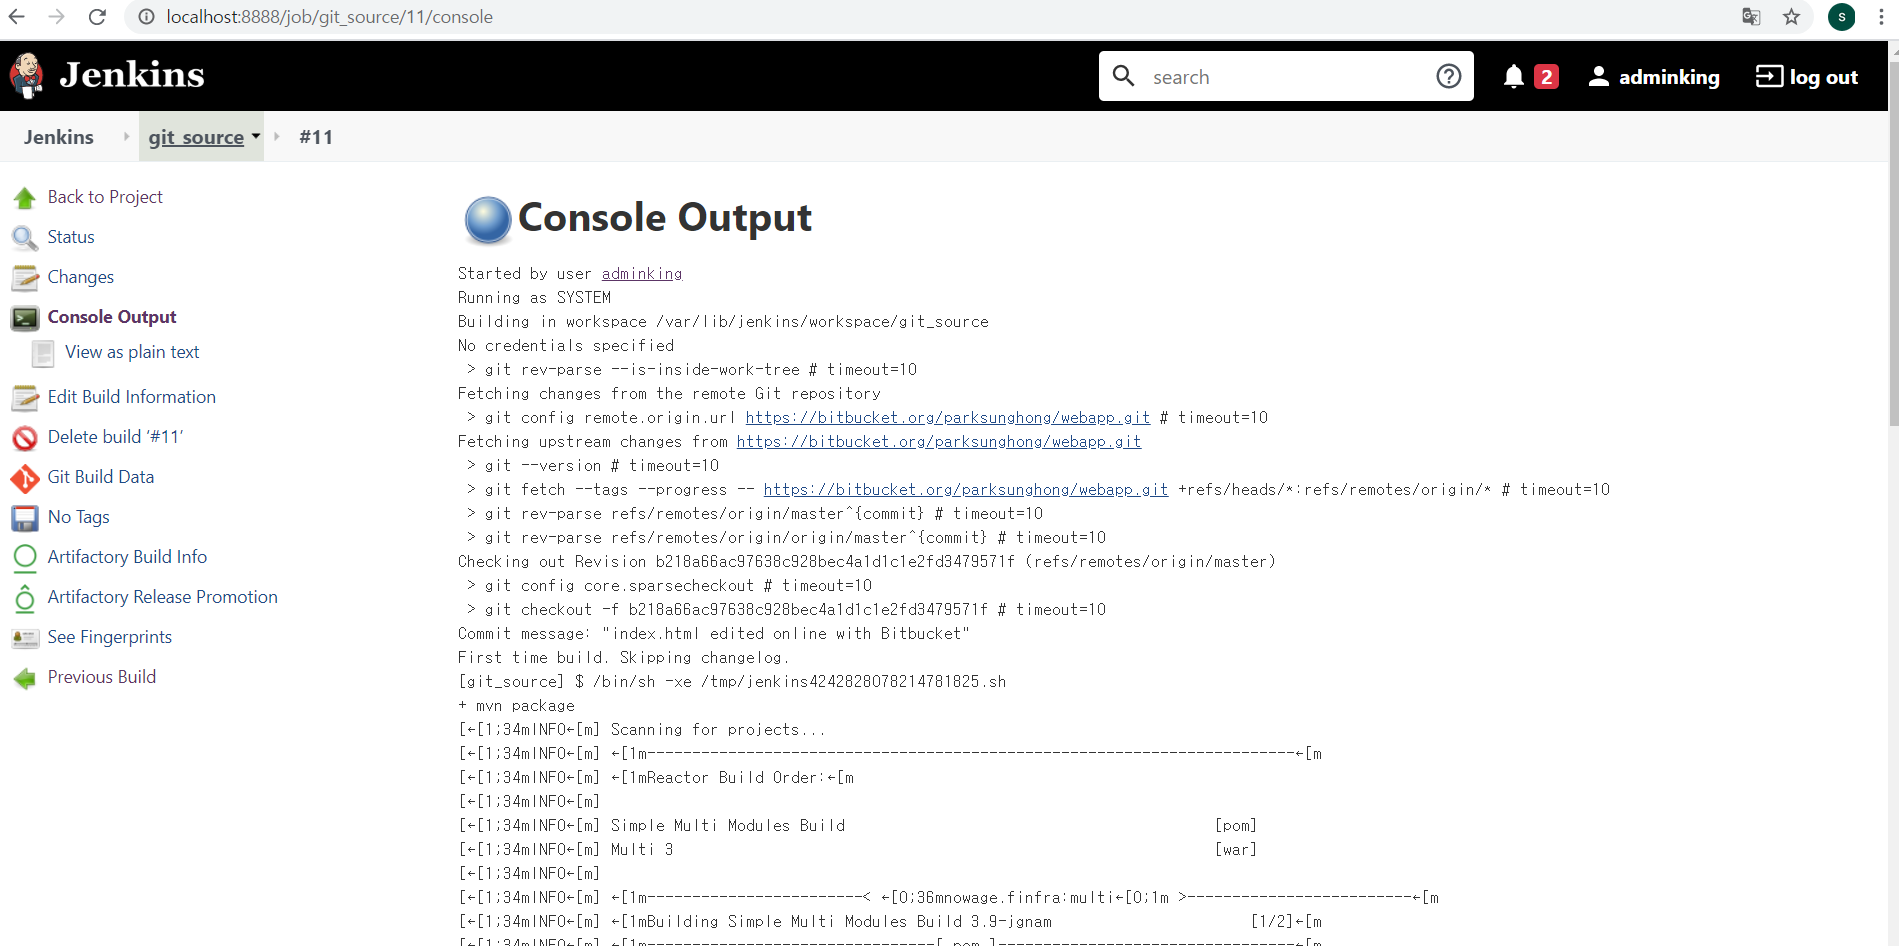 localhost:8888/job/git_source/11/console
s
Jenkins
search
2
adminking
log out
Jenkins
git_source
#11
Back to Project
Status
Changes
Console Output
View as plain text
Edit Build Information
Delete build ‘#11’
Git Build Data
No Tags
Artifactory Build Info
Artifactory Release Promotion
See Fingerprints
Previous Build
Console Output
Started by user adminking
Running as SYSTEM
Building in workspace /var/lib/jenkins/workspace/git_source
No credentials specified
 > git rev-parse --is-inside-work-tree # timeout=10
Fetching changes from the remote Git repository
 > git config remote.origin.url https://bitbucket.org/parksunghong/webapp.git # timeout=10
Fetching upstream changes from https://bitbucket.org/parksunghong/webapp.git
 > git --version # timeout=10
 > git fetch --tags --progress -- https://bitbucket.org/parksunghong/webapp.git +refs/heads/*:refs/remotes/origin/* # timeout=10
 > git rev-parse refs/remotes/origin/master^{commit} # timeout=10
 > git rev-parse refs/remotes/origin/origin/master^{commit} # timeout=10
Checking out Revision b218a66ac97638c928bec4a1d1c1e2fd3479571f (refs/remotes/origin/master)
 > git config core.sparsecheckout # timeout=10
 > git checkout -f b218a66ac97638c928bec4a1d1c1e2fd3479571f # timeout=10
Commit message: "index.html edited online with Bitbucket"
First time build. Skipping changelog.
[git_source] $ /bin/sh -xe /tmp/jenkins4242828078214781825.sh
+ mvn package
[←[1;34mINFO←[m] Scanning for projects...
[←[1;34mINFO←[m] ←[1m------------------------------------------------------------------------←[m
[←[1;34mINFO←[m] ←[1mReactor Build Order:←[m
[←[1;34mINFO←[m]
[←[1;34mINFO←[m] Simple Multi Modules Build                                         [pom]
[←[1;34mINFO←[m] Multi 3                                                            [war]
[←[1;34mINFO←[m]
[←[1;34mINFO←[m] ←[1m------------------------< ←[0;36mnowage.finfra:multi←[0;1m >-------------------------←[m
[←[1;34mINFO←[m] ←[1mBuilding Simple Multi Modules Build 3.9-jgnam                      [1/2]←[m
[←[1;34mINFO←[m] ←[1m--------------------------------[ pom ]---------------------------------←[m